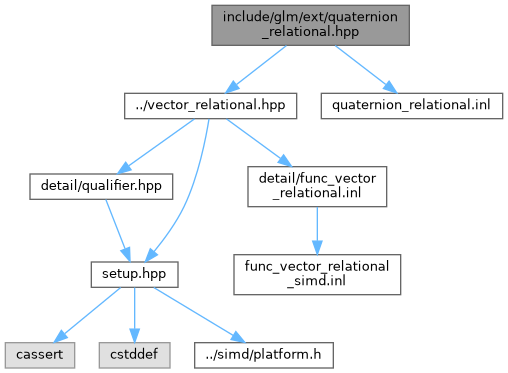 include/glm/ext/quaternion
_relational.hpp
../vector_relational.hpp
quaternion_relational.inl
detail/qualifier.hpp
detail/func_vector
_relational.inl
setup.hpp
func_vector_relational
_simd.inl
cassert
cstddef
../simd/platform.h